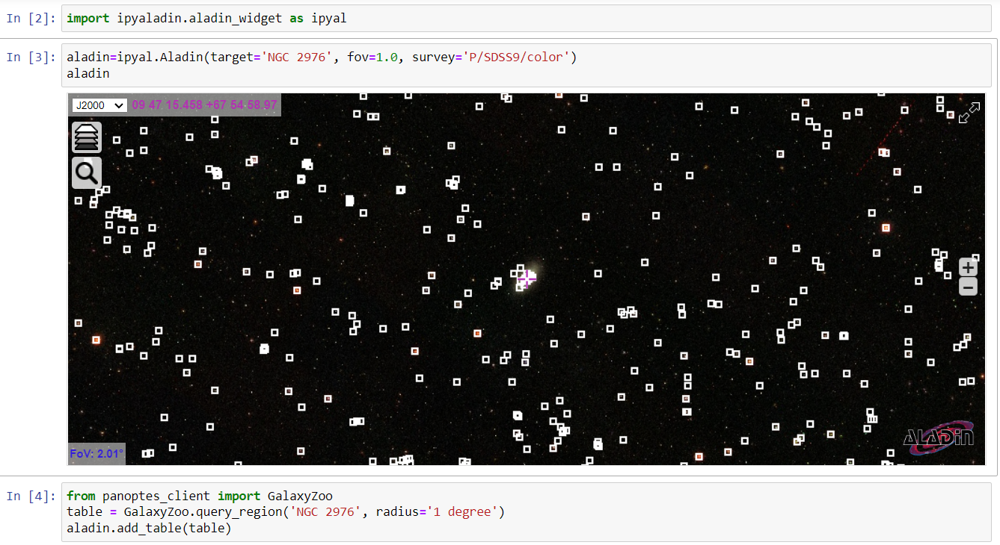 In [2]: import ipyaladin.aladin_widget as ipyal
In [3]: aladin=ipyal.Aladin(target='NGC 2976', fov=1.0, survey='P/SDSS9/color')
aladin
J2000 09 47 15.458 +67 54 58.97
FoV: 2.01°
ALADIN
In [4]: from panoptes_client import GalaxyZoo
table = GalaxyZoo.query_region('NGC 2976', radius='1 degree')
aladin.add_table(table)